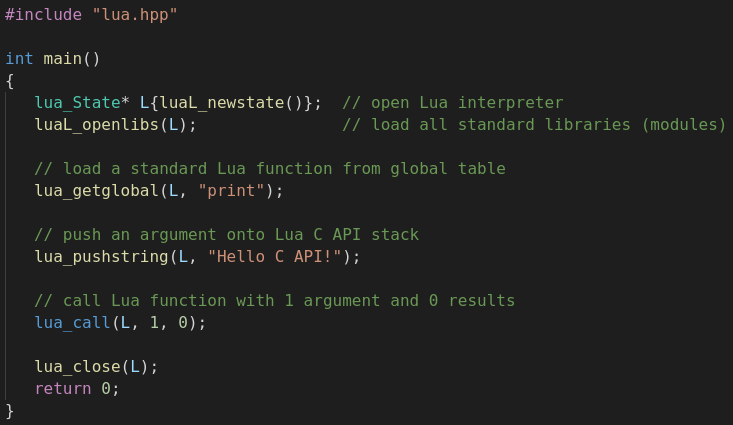 #include "lua.hpp"

int main()
{
   lua_State* L{luaL_newstate()};  // open Lua interpreter
   luaL_openlibs(L);               // load all standard libraries (modules)

   // load a standard Lua function from global table
   lua_getglobal(L, "print");

   // push an argument onto Lua C API stack
   lua_pushstring(L, "Hello C API!");

   // call Lua function with 1 argument and 0 results
   lua_call(L, 1, 0);

   lua_close(L);
   return 0;
}